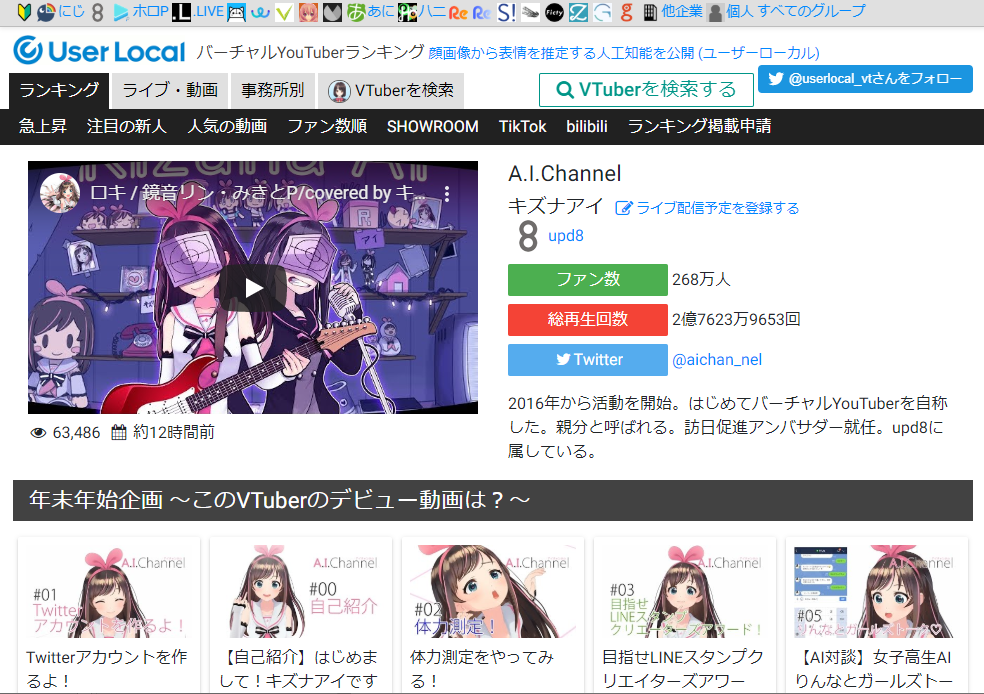 にじ 8 ホロP L .LIVE V あ あに ハニ Re Re S! Ficty Z G g 他企業 個人 すべてのグループ
User Local バーチャルYouTuberランキング 顔画像から表情を推定する人工知能を公開 (ユーザーローカル)
ランキング ライブ・動画 事務所別 VTuberを検索 VTuberを検索する @userlocal_vtさんをフォロー
急上昇 注目の新人 人気の動画 ファン数順 SHOWROOM TikTok bilibili ランキング掲載申請
ロキ / 鏡音リン・みきとP/covered by キ...
R
アイ
63,486 約12時間前
A.I.Channel
キズナアイ ライブ配信予定を登録する
8 upd8
ファン数 268万人
総再生回数 2億7623万9653回
Twitter @aichan_nel
2016年から活動を開始。はじめてバーチャルYouTuberを自称
した。親分と呼ばれる。訪日促進アンバサダー就任。upd8に
属している。
年末年始企画 ～このVTuberのデビュー動画は？～
A.I.Channel
#01
Twitter
アカウントを作るよ！
Twitterアカウントを作
るよ！
A.I.Channel
#00
自己紹介
【自己紹介】はじめま
して！キズナアイです
A.I.Channel
#02
体力測定！
体力測定をやってみ
る！
A.I.Channel
#03
目指せ
LINEスタンプ
クリエイターズアワード！
目指せLINEスタンプク
リエイターズアワー
A.I.Channel
#05
りんなとガールズトーク♡
【AI対談】女子高生AI
りんなとガールズトー